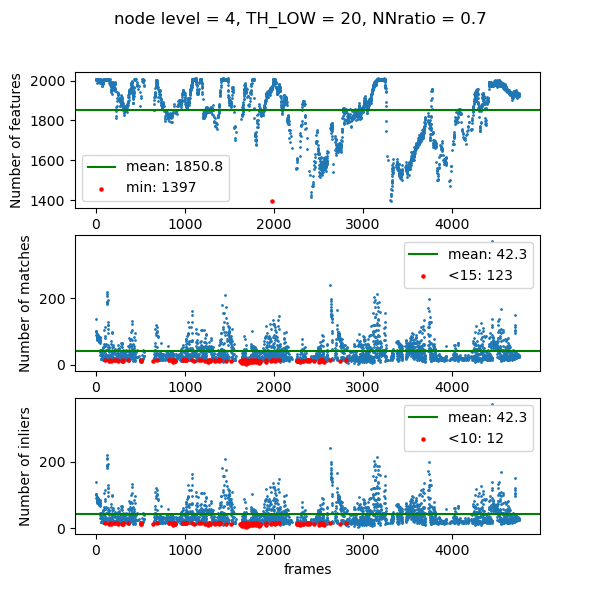 node level = 4, TH_LOW = 20, NNratio = 0.7
Number of features
2000
1800
1600
1400
mean: 1850.8
min: 1397
0 1000 2000 3000 4000
Number of matches
200
0
mean: 42.3
<15: 123
0 1000 2000 3000 4000
Number of inliers
200
0
mean: 42.3
<10: 12
0 1000 2000 3000 4000
frames